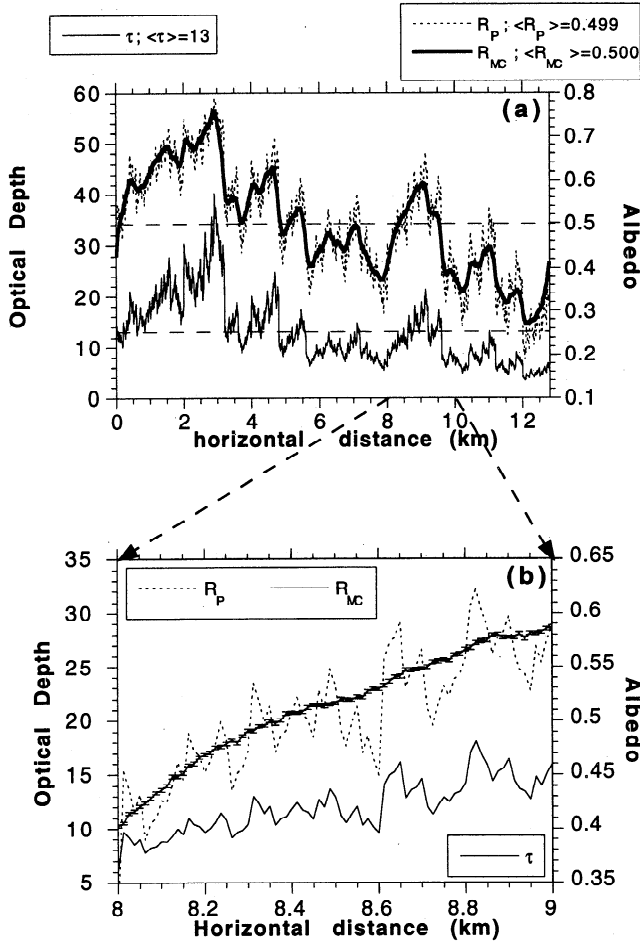 τ ; <τ>=13
R_P ; <R_P>=0.499
R_MC ; <R_MC>=0.500
(a)
60
50
40
30
20
10
0
Optical Depth
0.8
0.7
0.6
0.5
0.4
0.3
0.2
0.1
Albedo
0 2 4 6 8 10 12
horizontal distance (km)
(b)
R_P R_MC
35
30
25
20
15
10
5
Optical Depth
0.65
0.6
0.55
0.5
0.45
0.4
0.35
Albedo
τ
8 8.2 8.4 8.6 8.8 9
Horizontal distance (km)